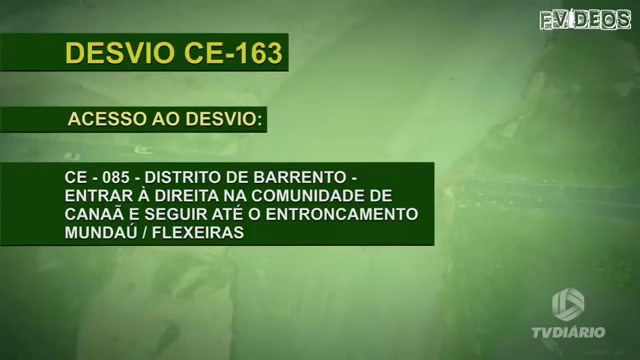 FVÍDEOS
DESVIO CE-163
ACESSO AO DESVIO:
CE - 085 - DISTRITO DE BARRENTO -
ENTRAR À DIREITA NA COMUNIDADE DE
CANAÃ E SEGUIR ATÉ O ENTRONCAMENTO
MUNDAÚ / FLEXEIRAS
TVDIÁRIO